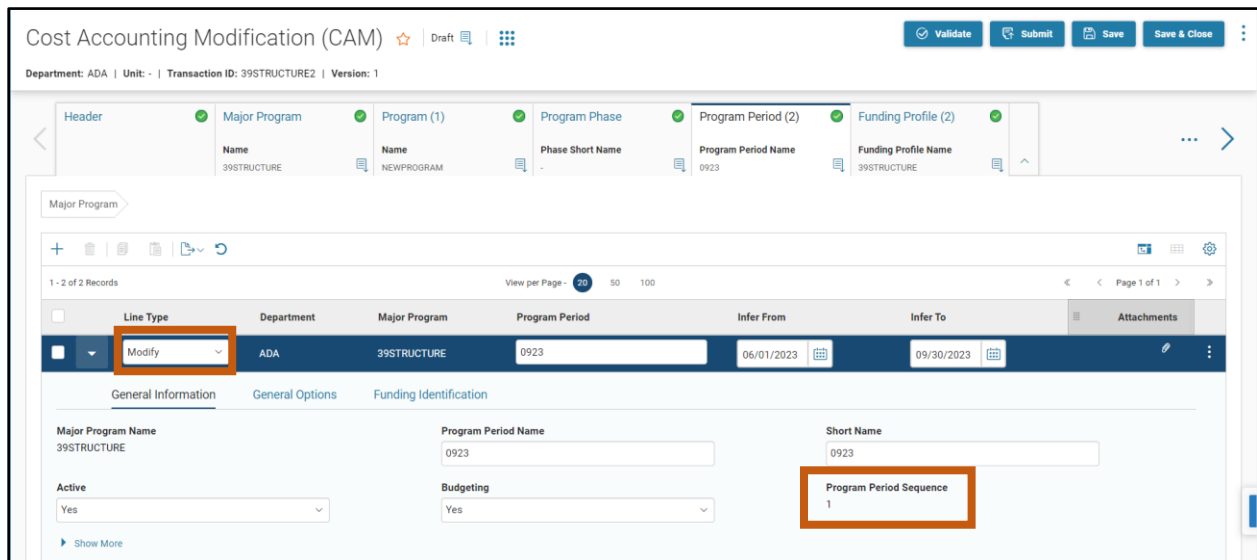 Cost Accounting Modification (CAM) Draft Validate Submit Save Save & Close
Department: ADA | Unit: - | Transaction ID: 39STRUCTURE2 | Version: 1
Header Major Program Program (1) Program Phase Program Period (2) Funding Profile (2)
Name Name Phase Short Name Program Period Name Funding Profile Name
39STRUCTURE NEWPROGRAM - 0923 39STRUCTURE
Major Program
1 - 2 of 2 Records View per Page - 20 50 100 Page 1 of 1
Line Type Department Major Program Program Period Infer From Infer To Attachments
Modify ADA 39STRUCTURE 0923 06/01/2023 09/30/2023
General Information General Options Funding Identification
Major Program Name Program Period Name Short Name
39STRUCTURE 0923 0923
Active Budgeting Program Period Sequence
Yes Yes 1
Show More